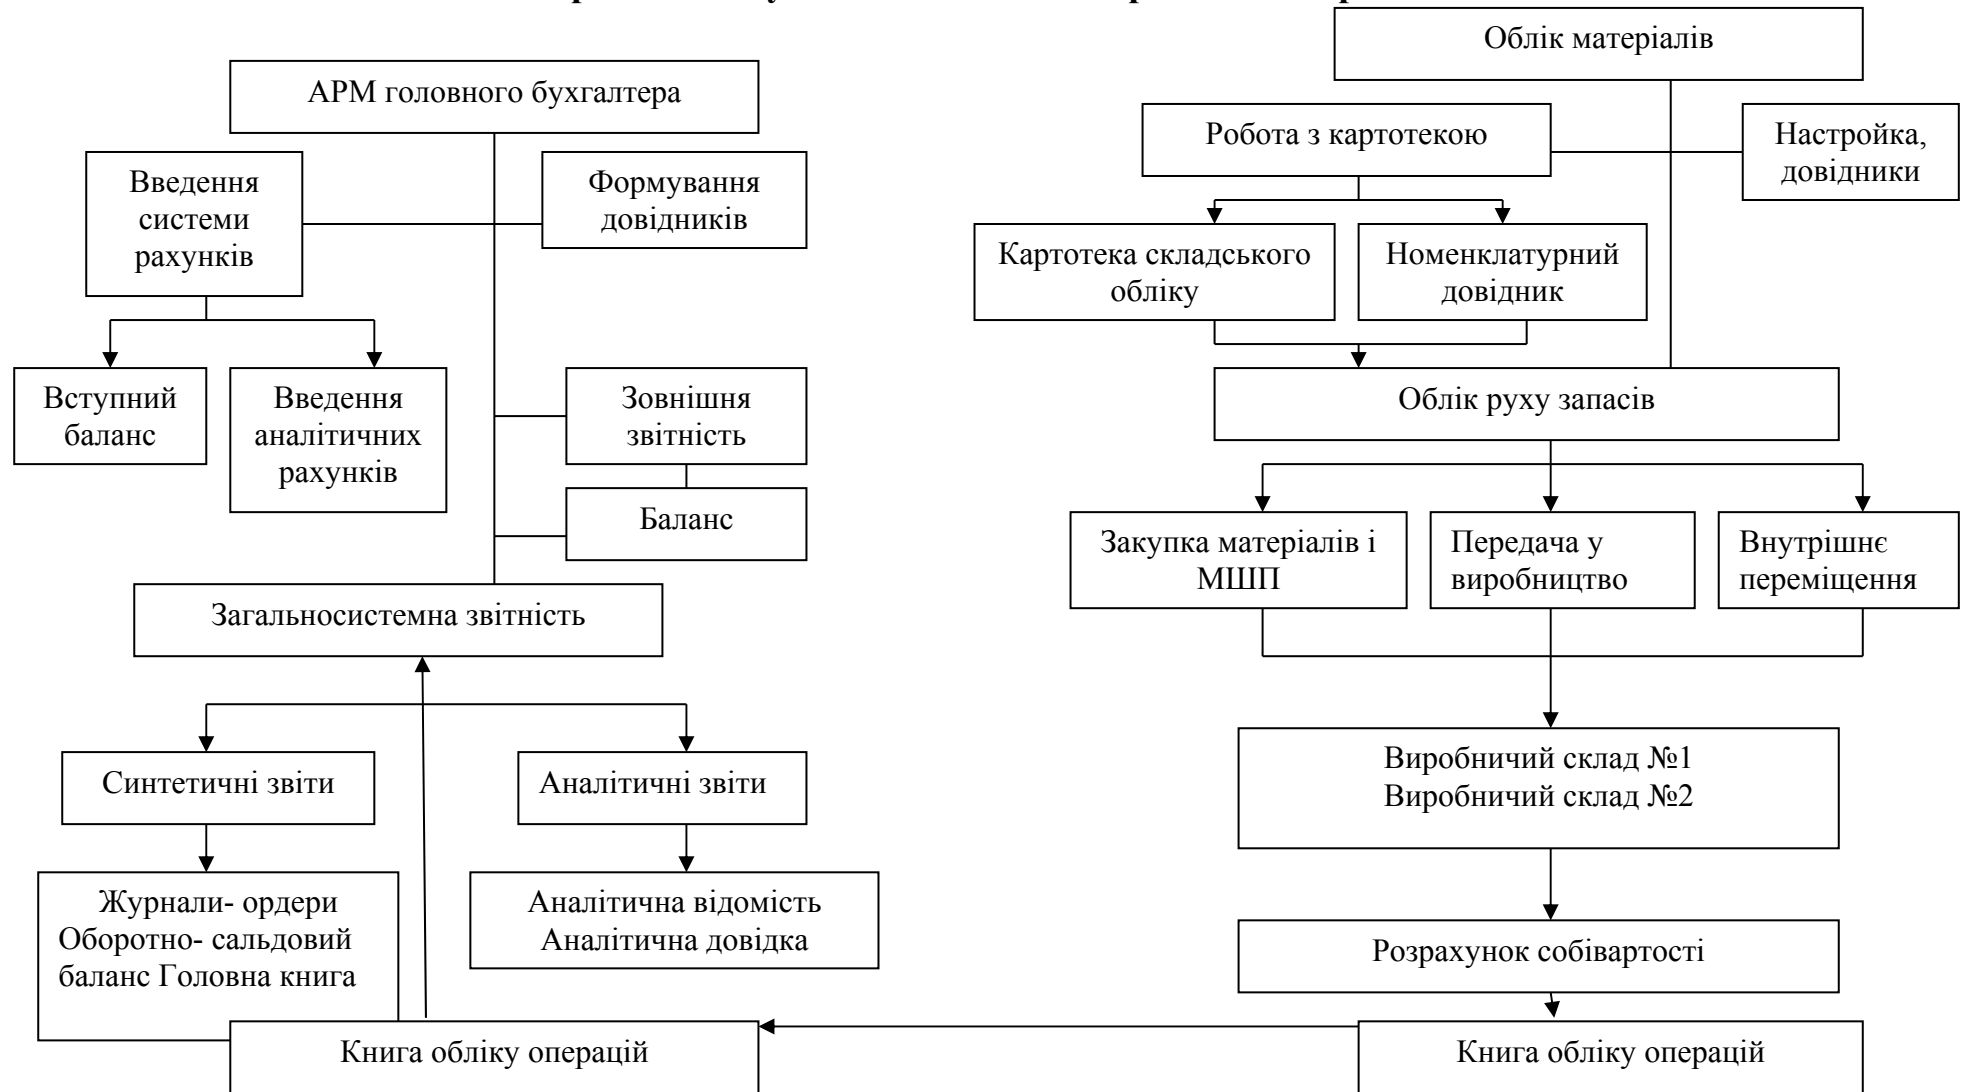 Облік матеріалів
АРМ головного бухгалтера
Робота з картотекою
Настройка,
довідники
Введення
системи
рахунків
Формування
довідників
Картотека складського
обліку
Номенклатурний
довідник
Вступний
баланс
Введення
аналітичних
рахунків
Зовнішня
звітність
Облік руху запасів
Баланс
Закупка матеріалів і
МШП
Передача у
виробництво
Внутрішнє
переміщення
Загальносистемна звітність
Синтетичні звіти
Аналітичні звіти
Виробничий склад №1
Виробничий склад №2
Журнали- ордери
Оборотно- сальдовий
баланс Головна книга
Аналітична відомість
Аналітична довідка
Розрахунок собівартості
Книга обліку операцій
Книга обліку операцій